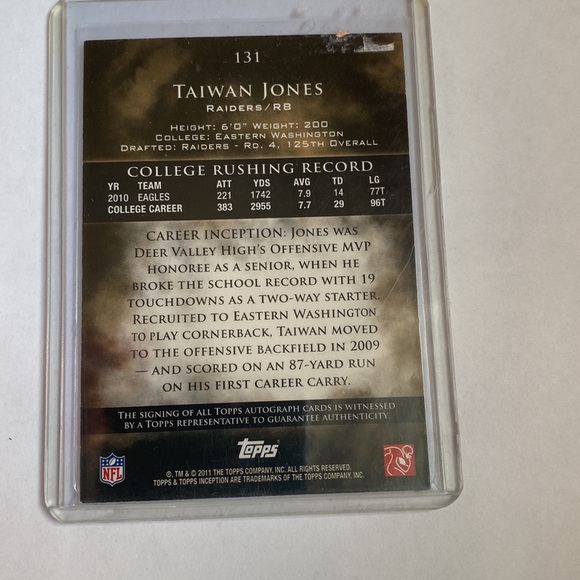 131
TAIWAN JONES
RAIDERS/RB
HEIGHT: 6'0" WEIGHT: 200
COLLEGE: EASTERN WASHINGTON
DRAFTED: RAIDERS - RD. 4, 125TH OVERALL
COLLEGE RUSHING RECORD
YR TEAM ATT YDS AVG TD LG
2010 EAGLES 221 1742 7.9 14 77T
COLLEGE CAREER 383 2955 7.7 29 96T
CAREER INCEPTION: JONES WAS
DEER VALLEY HIGH'S OFFENSIVE MVP
HONOREE AS A SENIOR, WHEN HE
BROKE THE SCHOOL RECORD WITH 19
TOUCHDOWNS AS A TWO-WAY STARTER.
RECRUITED TO EASTERN WASHINGTON
TO PLAY CORNERBACK, TAIWAN MOVED
TO THE OFFENSIVE BACKFIELD IN 2009
— AND SCORED ON AN 87-YARD RUN
ON HIS FIRST CAREER CARRY.
THE SIGNING OF ALL TOPPS AUTOGRAPH CARDS IS WITNESSED
BY A TOPPS REPRESENTATIVE TO GUARANTEE AUTHENTICITY.
topps
NFL
®, TM & © 2011 THE TOPPS COMPANY, INC. ALL RIGHTS RESERVED.
TOPPS & TOPPS INCEPTION ARE TRADEMARKS OF THE TOPPS COMPANY, INC.